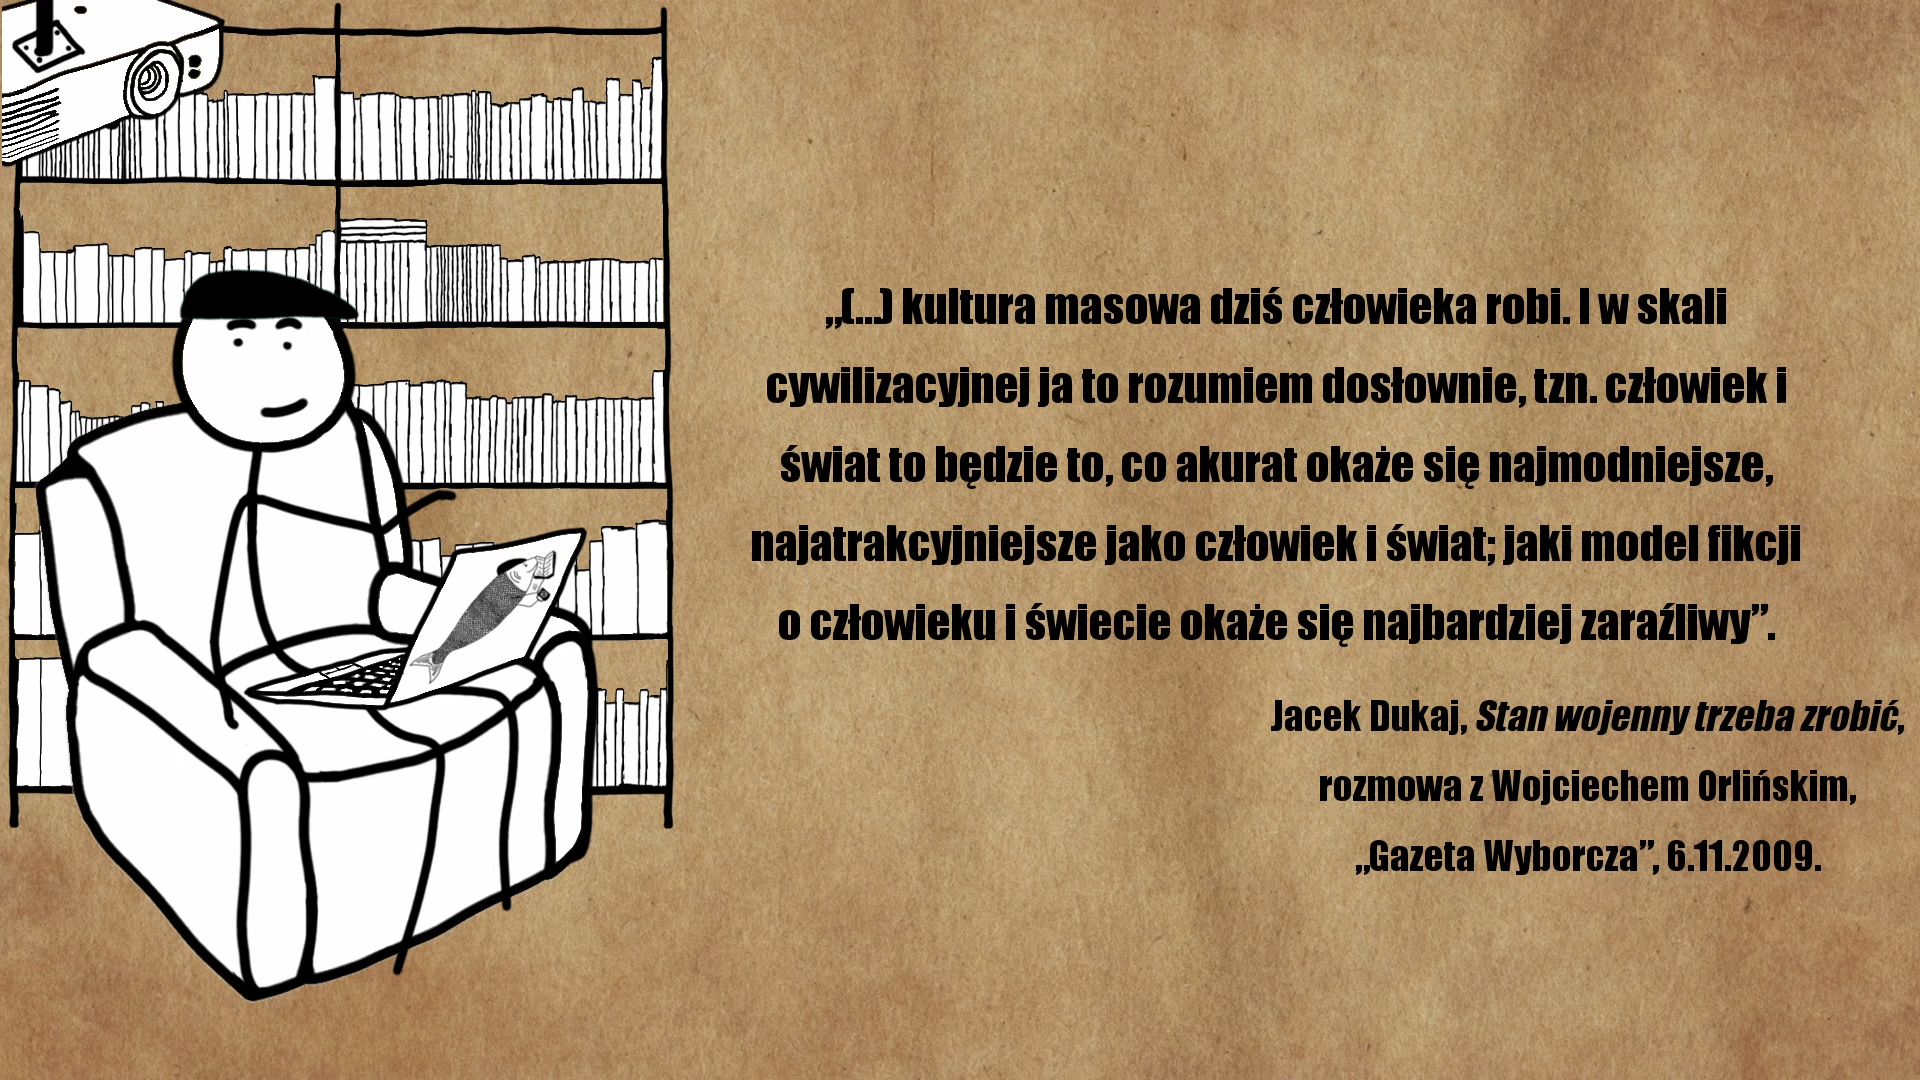 „(...) kultura masowa dziś człowieka robi. I w skali
cywilizacyjnej ja to rozumiem dosłownie, tzn. człowiek i
świat to będzie to, co akurat okaże się najmodniejsze,
najatrakcyjniejsze jako człowiek i świat; jaki model fikcji
o człowieku i świecie okaże się najbardziej zaraźliwy”.
Jacek Dukaj, Stan wojenny trzeba zrobić,
rozmowa z Wojciechem Orlińskim,
„Gazeta Wyborcza”, 6.11.2009.